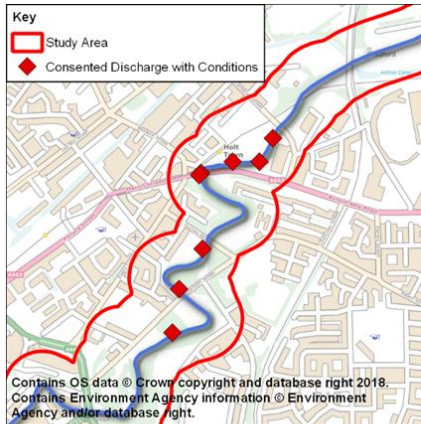 Key
Study Area
Consented Discharge with Conditions
Holt
Town
Contains OS data © Crown copyright and database right 2018.
Contains Environment Agency information © Environment
Agency and/or database right.